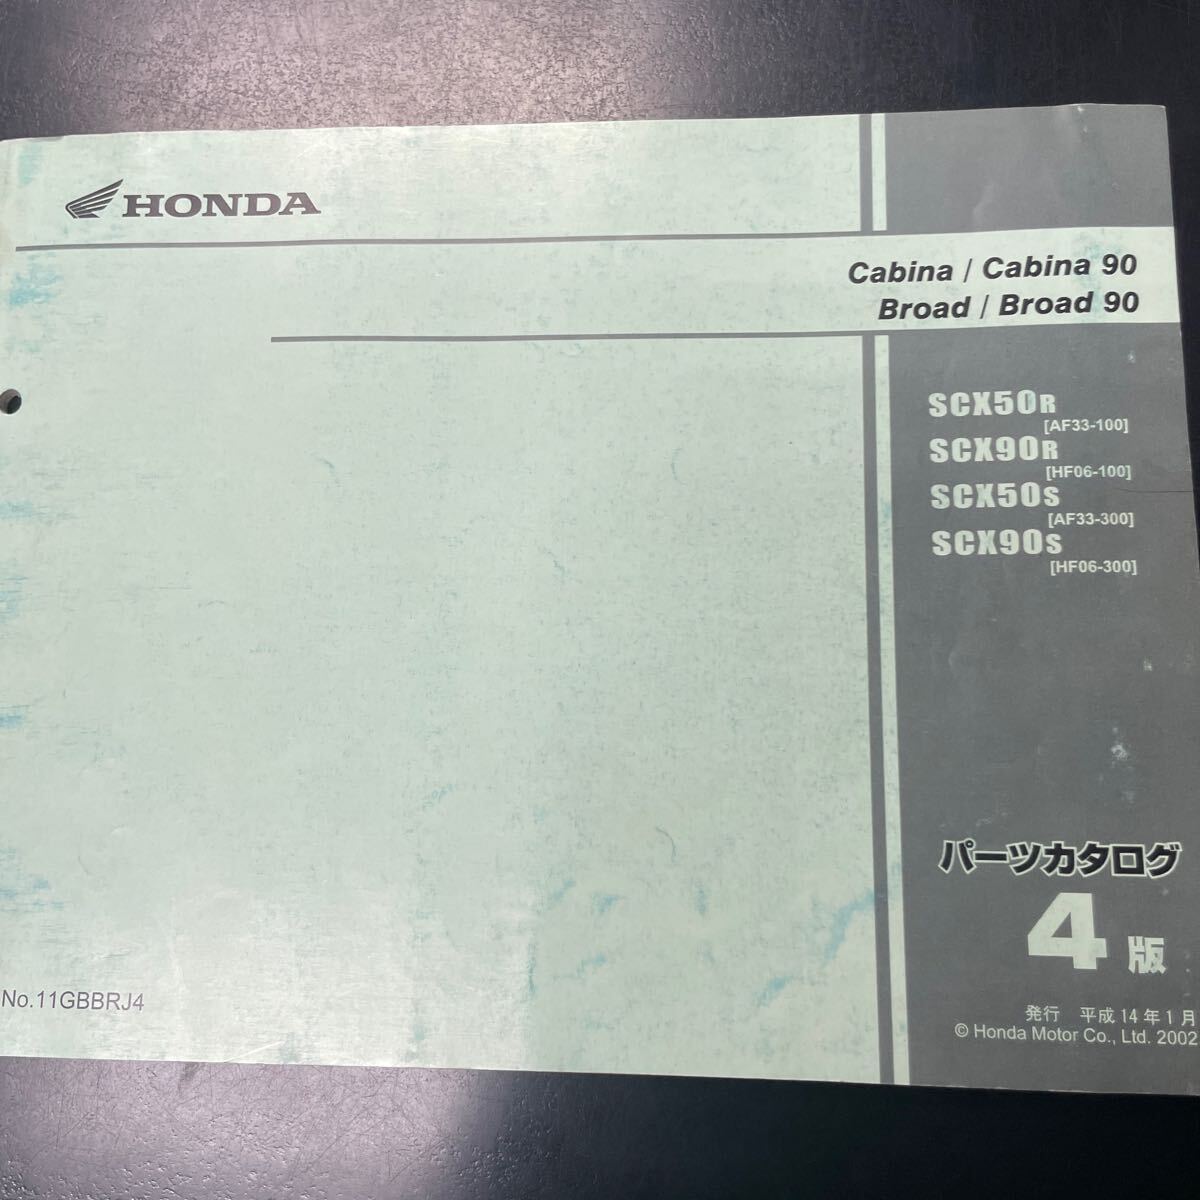 HONDA
Cabina / Cabina 90
Broad / Broad 90
SCX50R
[AF33-100]
SCX90R
[HF06-100]
SCX50S
[AF33-300]
SCX90S
[HF06-300]
パーツカタログ
4版
No.11GBBRJ4
発行 平成14年1月
© Honda Motor Co., Ltd. 2002